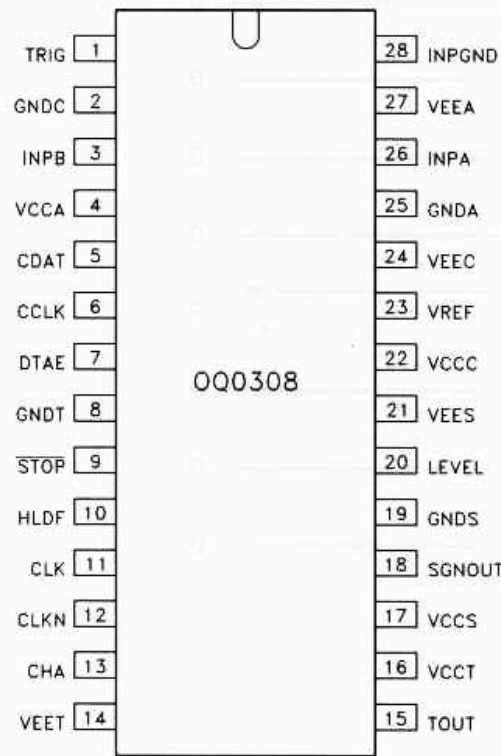 TRIG 1 28 INPGND
GNDC 2 27 VEEA
INPB 3 26 INPA
VCCA 4 25 GNDA
CDAT 5 24 VEEC
CCLK 6 23 VREF
DTAE 7 22 VCCC
OQ0308
GNDT 8 21 VEES
STOP 9 20 LEVEL
HLDF 10 19 GNDS
CLK 11 18 SGNOUT
CLKN 12 17 VCCS
CHA 13 16 VCCT
VEET 14 15 TOUT